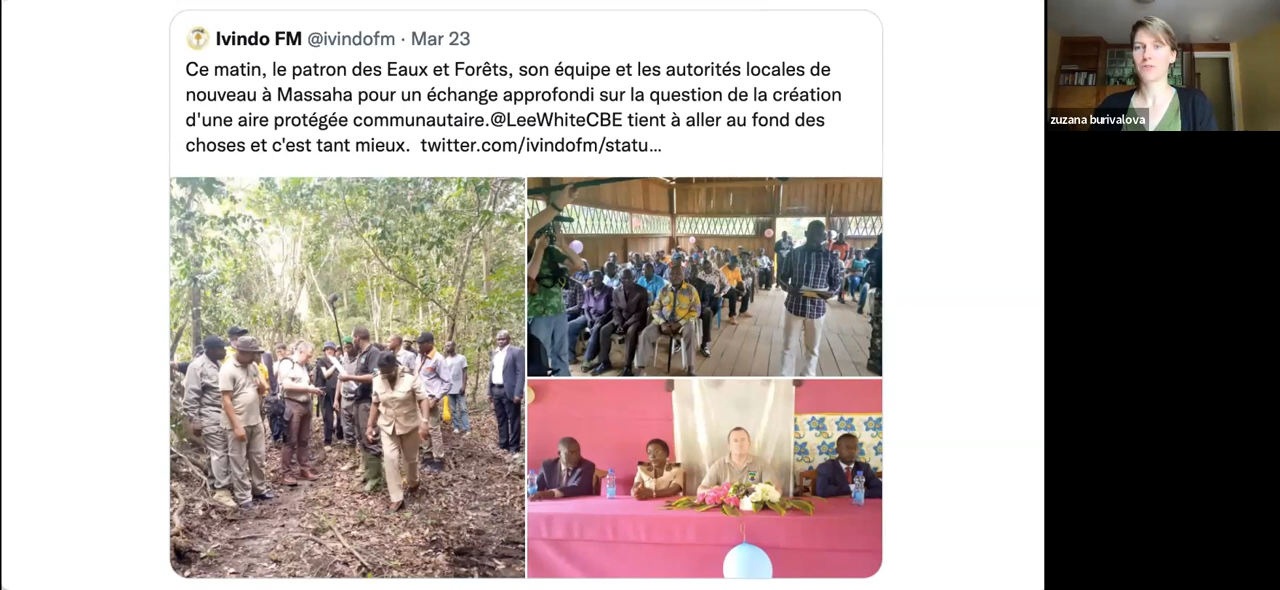 Ivindo FM @ivindofm · Mar 23
Ce matin, le patron des Eaux et Forêts, son équipe et les autorités locales de
nouveau à Massaha pour un échange approfondi sur la question de la création
d'une aire protégée communautaire.@LeeWhiteCBE tient à aller au fond des
choses et c'est tant mieux. twitter.com/ivindofm/statu...
zuzana burivalova